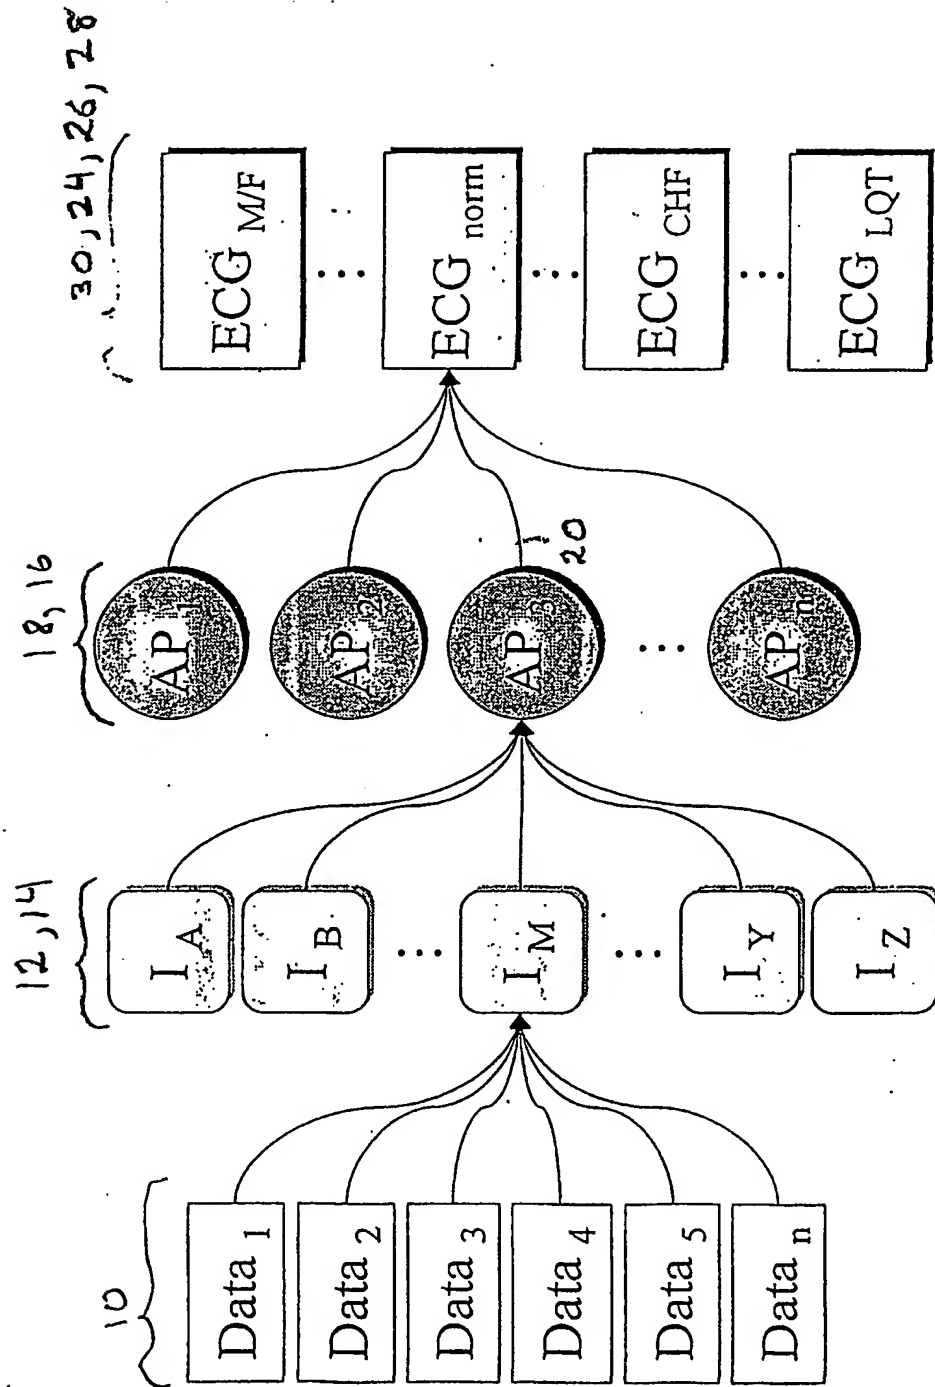 10
Data 1
Data 2
Data 3
Data 4
Data 5
Data n
12, 14
I A
I B
...
I M
...
I Y
I Z
18, 16
AP 1
AP 2
AP 3
...
AP n
20
30, 24, 26, 28
ECG M/F
...
ECG norm
...
ECG CHF
...
ECG LQT